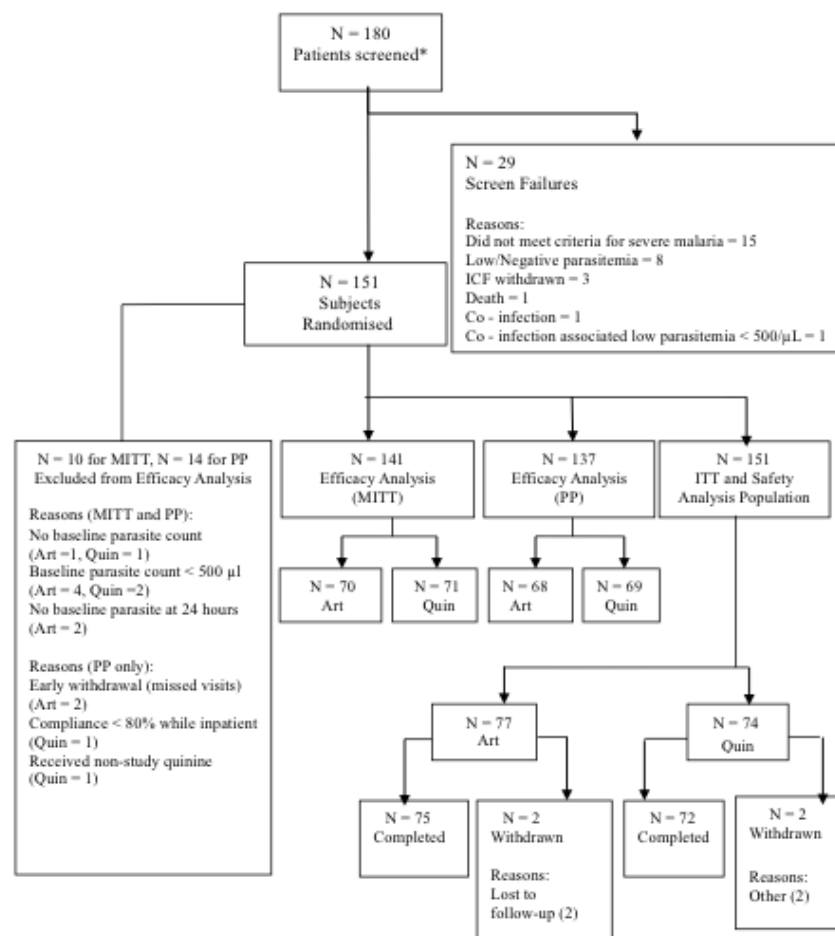 N = 180
Patients screened*
N = 29
Screen Failures
Reasons:
Did not meet criteria for severe malaria = 15
Low/Negative parasitemia = 8
ICF withdrawn = 3
Death = 1
Co - infection = 1
Co - infection associated low parasitemia < 500/µL = 1
N = 151
Subjects
Randomised
N = 10 for MITT, N = 14 for PP
Excluded from Efficacy Analysis
Reasons (MITT and PP):
No baseline parasite count
(Art =1, Quin = 1)
Baseline parasite count < 500 µl
(Art = 4, Quin =2)
No baseline parasite at 24 hours
(Art = 2)
Reasons (PP only):
Early withdrawal (missed visits)
(Art = 2)
Compliance < 80% while inpatient
(Quin = 1)
Received non-study quinine
(Quin = 1)
N = 141
Efficacy Analysis
(MITT)
N = 137
Efficacy Analysis
(PP)
N = 151
ITT and Safety
Analysis Population
N = 70
Art
N = 71
Quin
N = 68
Art
N = 69
Quin
N = 77
Art
N = 74
Quin
N = 75
Completed
N = 2
Withdrawn
Reasons:
Lost to
follow-up (2)
N = 72
Completed
N = 2
Withdrawn
Reasons:
Other (2)